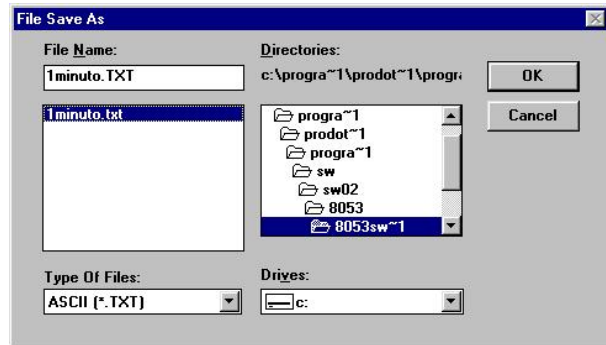 File Save As
File Name:
1minuto.TXT
1minuto.txt
Type Of Files:
ASCII (*.TXT)
Directories:
c:\progra~1\prodot~1\progra
progra~1
prodot~1
progra~1
sw
sw02
8053
8053sw~1
Drives:
c:
OK
Cancel